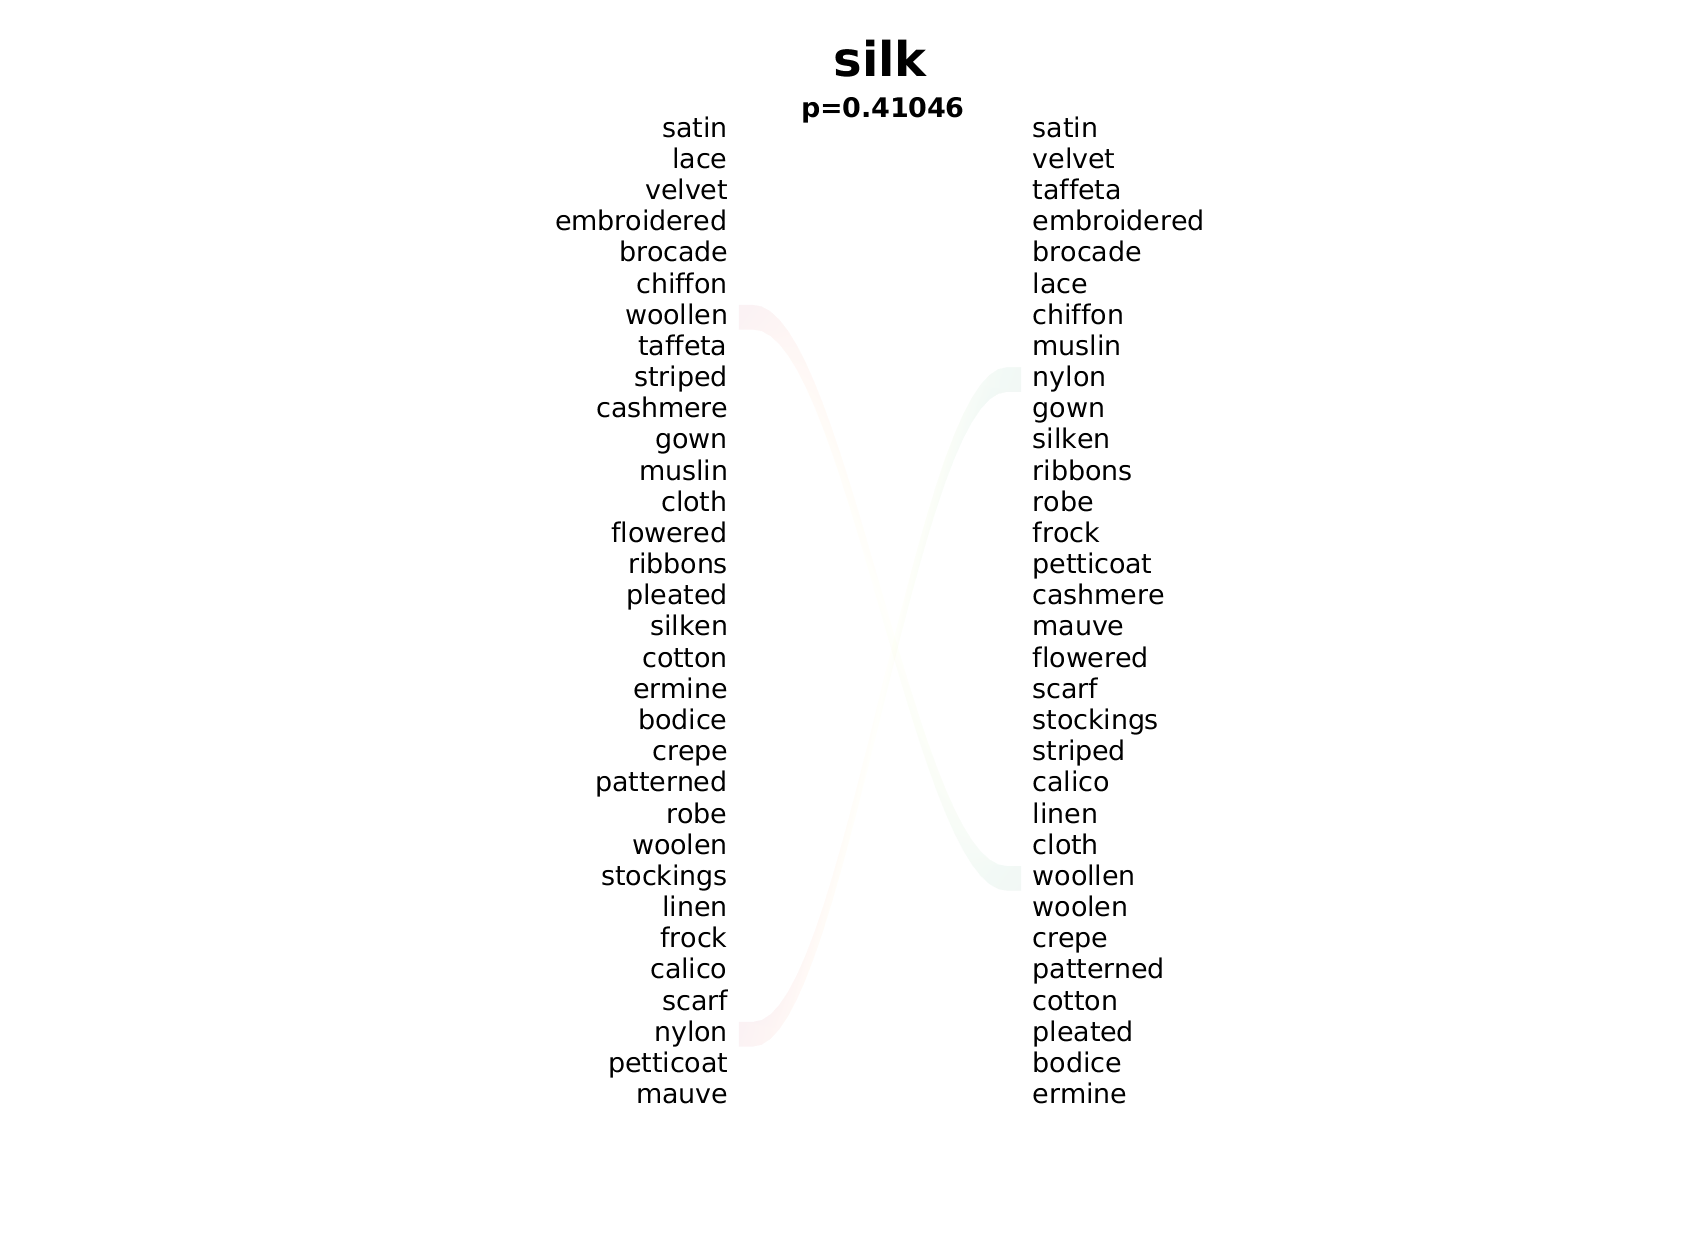 silk
p=0.41046
satin satin
lace velvet
velvet taffeta
embroidered embroidered
brocade brocade
chiffon lace
woollen chiffon
taffeta muslin
striped nylon
cashmere gown
gown silken
muslin ribbons
cloth robe
flowered frock
ribbons petticoat
pleated cashmere
silken mauve
cotton flowered
ermine scarf
bodice stockings
crepe striped
patterned calico
robe linen
woolen cloth
stockings woollen
linen woolen
frock crepe
calico patterned
scarf cotton
nylon pleated
petticoat bodice
mauve ermine